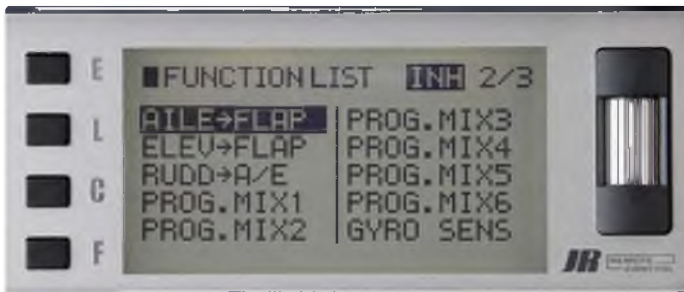 FUNCTION LIST INH 2/3
AILE→FLAP
ELEV→FLAP
RUDD→A/E
PROG.MIX1
PROG.MIX2
PROG.MIX3
PROG.MIX4
PROG.MIX5
PROG.MIX6
GYRO SENS
E
L
C
F
JR